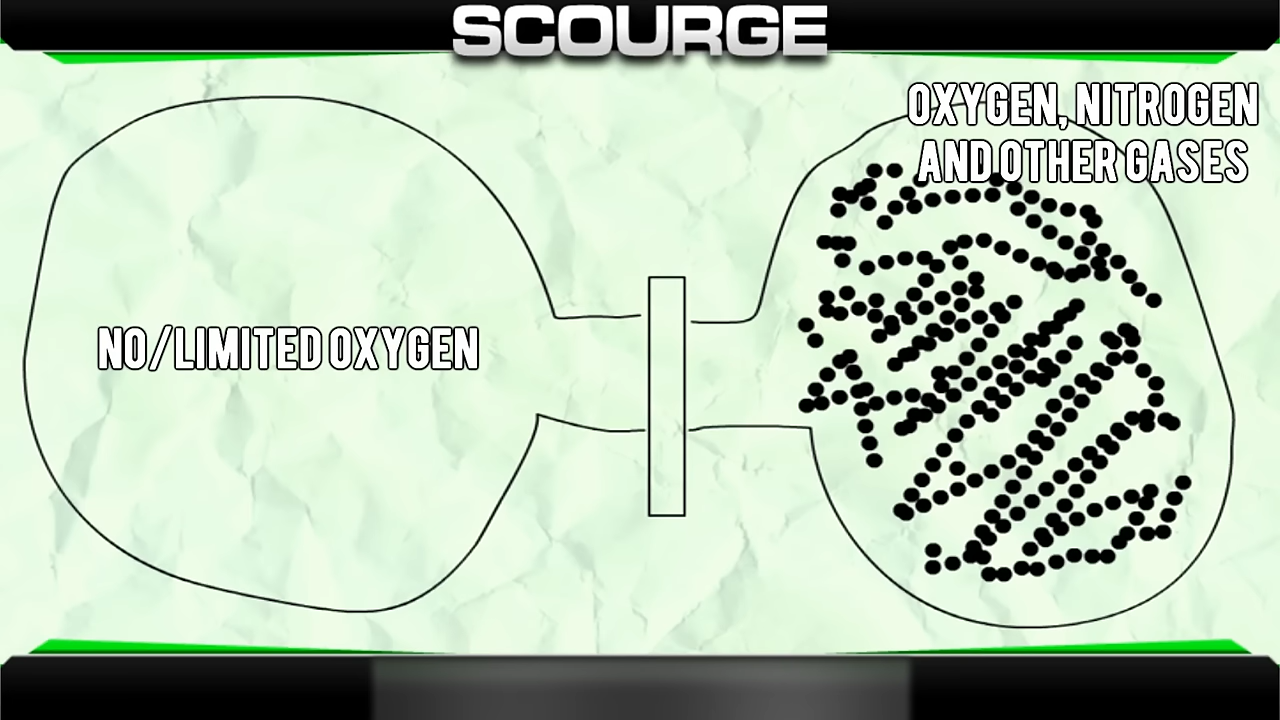 SCOURGE
OXYGEN, NITROGEN
AND OTHER GASES
NO/LIMITED OXYGEN